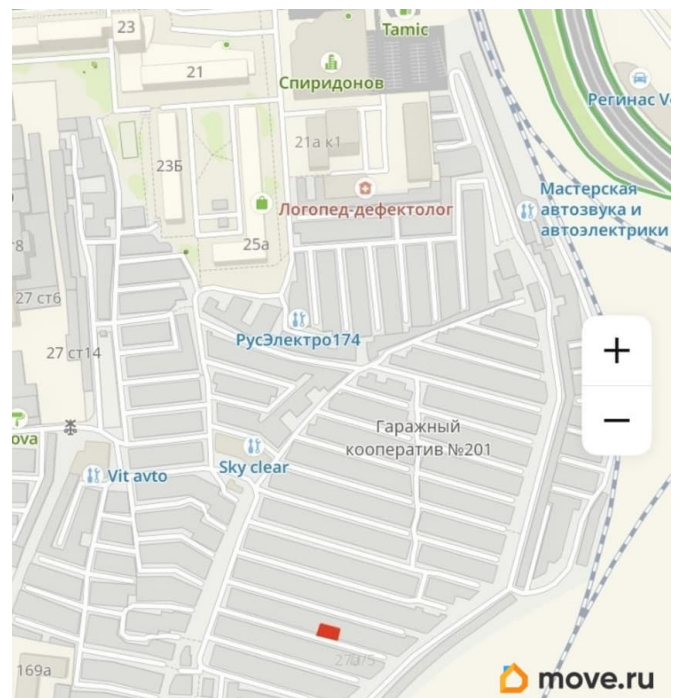 23
Tamic
21
Спиридонов
Регинас V
21а к1
23Б
Логопед-дефектолог
Мастерская
автозвука и
автоэлектрики
25а
27 ст6
РусЭлектро174
27 ст14
+
Гаражный
кооператив №201
−
ova
Sky clear
Vit avto
169а
move.ru